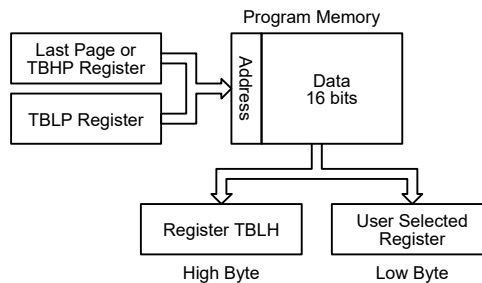 Program Memory
Last Page or
TBHP Register
TBLP Register
Address
Data
16 bits
Register TBLH
User Selected
Register
High Byte
Low Byte